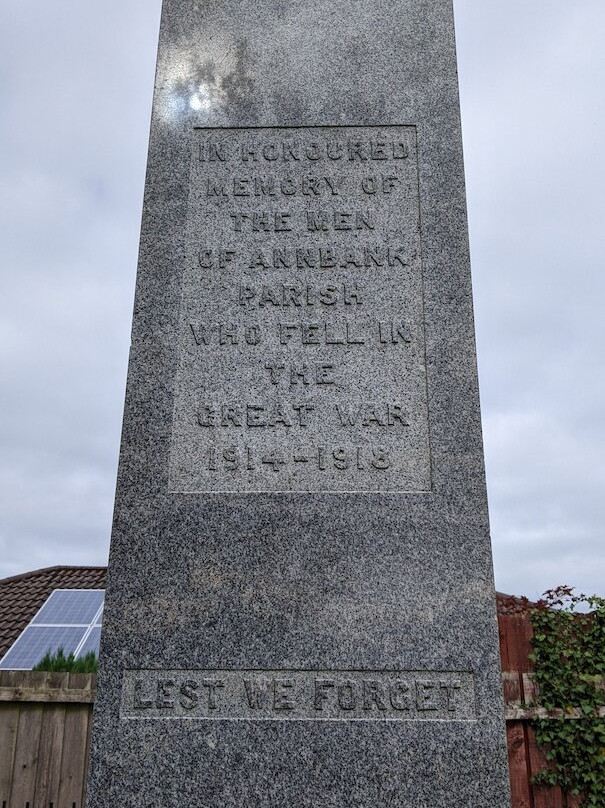 IN HONOURED
MEMORY OF
THE MEN
OF ANNBANK
PARISH
WHO FELL IN
THE
GREAT WAR
1914-1918
LEST WE FORGET